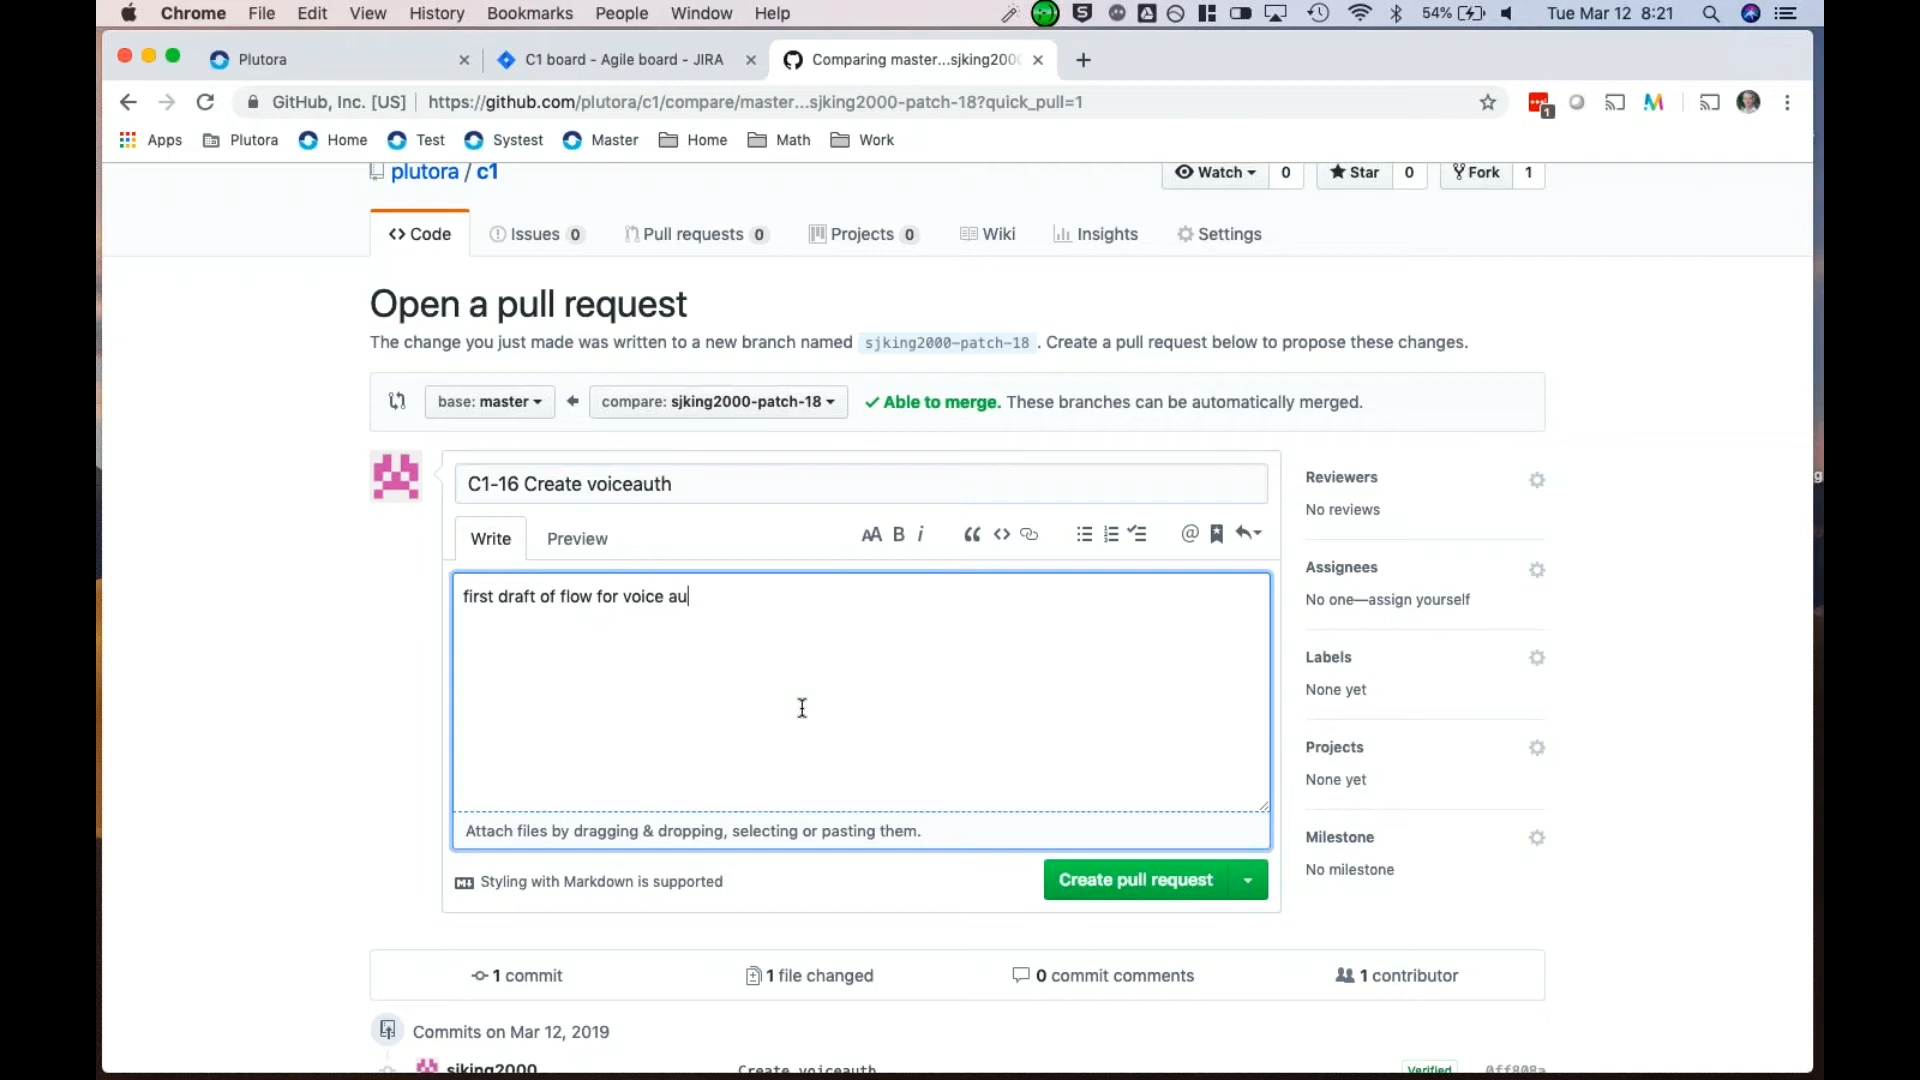 Chrome File Edit View History Bookmarks People Window Help 54% Tue Mar 12 8:21
Plutora C1 board - Agile board - JIRA Comparing master...sjking200
GitHub, Inc. [US] https://github.com/plutora/c1/compare/master...sjking2000-patch-18?quick_pull=1 1
Apps Plutora Home Test Systest Master Home Math Work
plutora / c1 Watch 0 Star 0 Fork 1
Code Issues 0 Pull requests 0 Projects 0 Wiki Insights Settings
Open a pull request
The change you just made was written to a new branch named sjking2000-patch-18 . Create a pull request below to propose these changes.
base: master compare: sjking2000-patch-18 Able to merge. These branches can be automatically merged.
C1-16 Create voiceauth
Reviewers
No reviews
Write Preview AA B i
first draft of flow for voice au
Assignees
No one—assign yourself
Labels
None yet
Projects
None yet
Attach files by dragging & dropping, selecting or pasting them.
Milestone
No milestone
Styling with Markdown is supported
Create pull request
1 commit 1 file changed 0 commit comments 1 contributor
Commits on Mar 12, 2019
sjking2000 Create voiceauth Verified 0ff808a